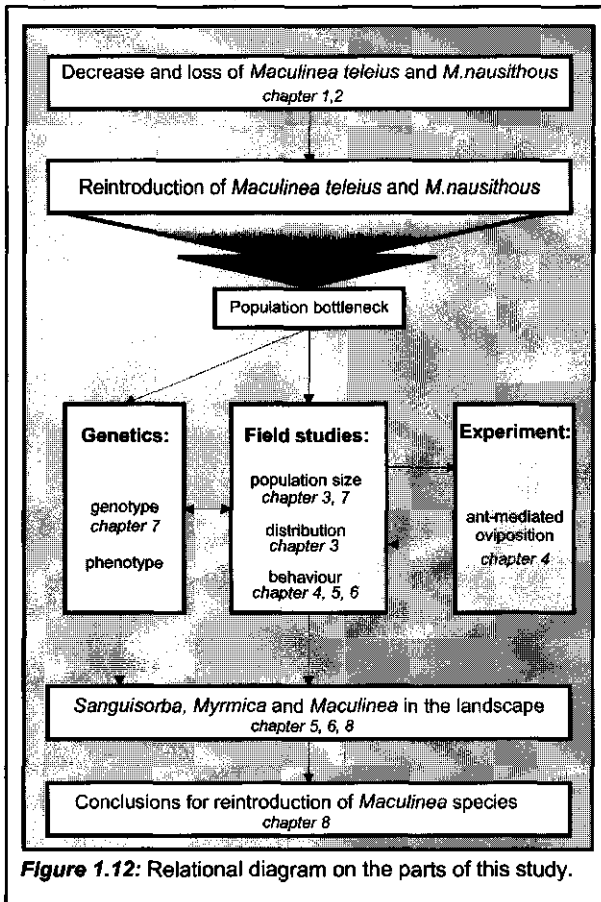 Decrease and loss of Maculinea teleius and M.nausithous
chapter 1,2
Reintroduction of Maculinea teleius and M.nausithous
Population bottleneck
Genetics:
genotype
chapter 7
phenotype
Field studies:
population size
chapter 3, 7
distribution
chapter 3
behaviour
chapter 4, 5, 6
Experiment:
ant-mediated
oviposition
chapter 4
Sanguisorba, Myrmica and Maculinea in the landscape
chapter 5, 6, 8
Conclusions for reintroduction of Maculinea species
chapter 8
Figure 1.12: Relational diagram on the parts of this study.